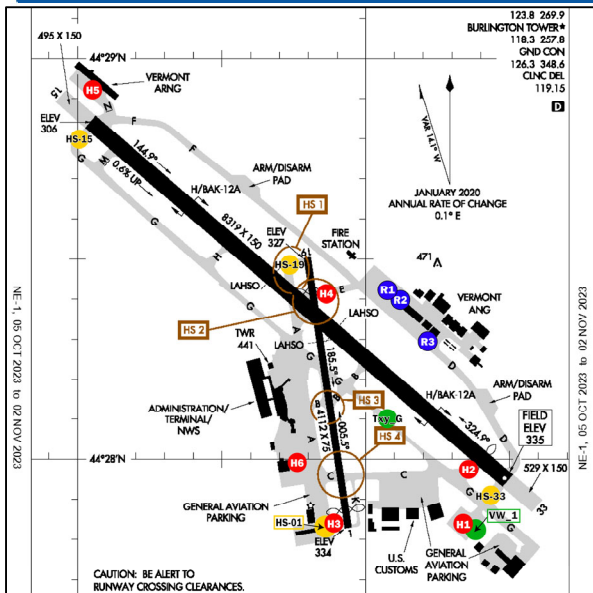 123.8 269.9
BURLINGTON TOWER★
118.3 257.8
GND CON
126.3 348.6
CLNC DEL
119.15
D
495 X 150
44°29'N
VERMONT
ARNG
H5
15
ELEV
306
HS-15
N
F
F
M
G
144.9°
0.6% UP
H/BAK-12A
ARM/DISARM
PAD
VAR 14.1° W
JANUARY 2020
ANNUAL RATE OF CHANGE
0.1° E
G
8319 X 150
HS 1
ELEV
327
19
FIRE
STATION
HS-19
471
A
H
LAHSO
H4
E
R1
R2
VERMONT
ANG
HS 2
G
LAHSO
R3
TWR
441
LAHSO
A
G
185.5°
G
B
D
NE-1, 05 OCT 2023 to 02 NOV 2023
NE-1, 05 OCT 2023 to 02 NOV 2023
H/BAK-12A
ARM/DISARM
PAD
ADMINISTRATION/
TERMINAL/
NWS
HS 3
B
4112 X 75
Txy_G
324.9°
FIELD
ELEV
335
D
A
005.5°
HS 4
44°28'N
H6
C
C
H2
529 X 150
G
HS-33
33
GENERAL AVIATION
PARKING
K
HS-01
H3
ELEV
334
H1
VW_1
G
U.S.
CUSTOMS
GENERAL
AVIATION
PARKING
CAUTION: BE ALERT TO
RUNWAY CROSSING CLEARANCES.